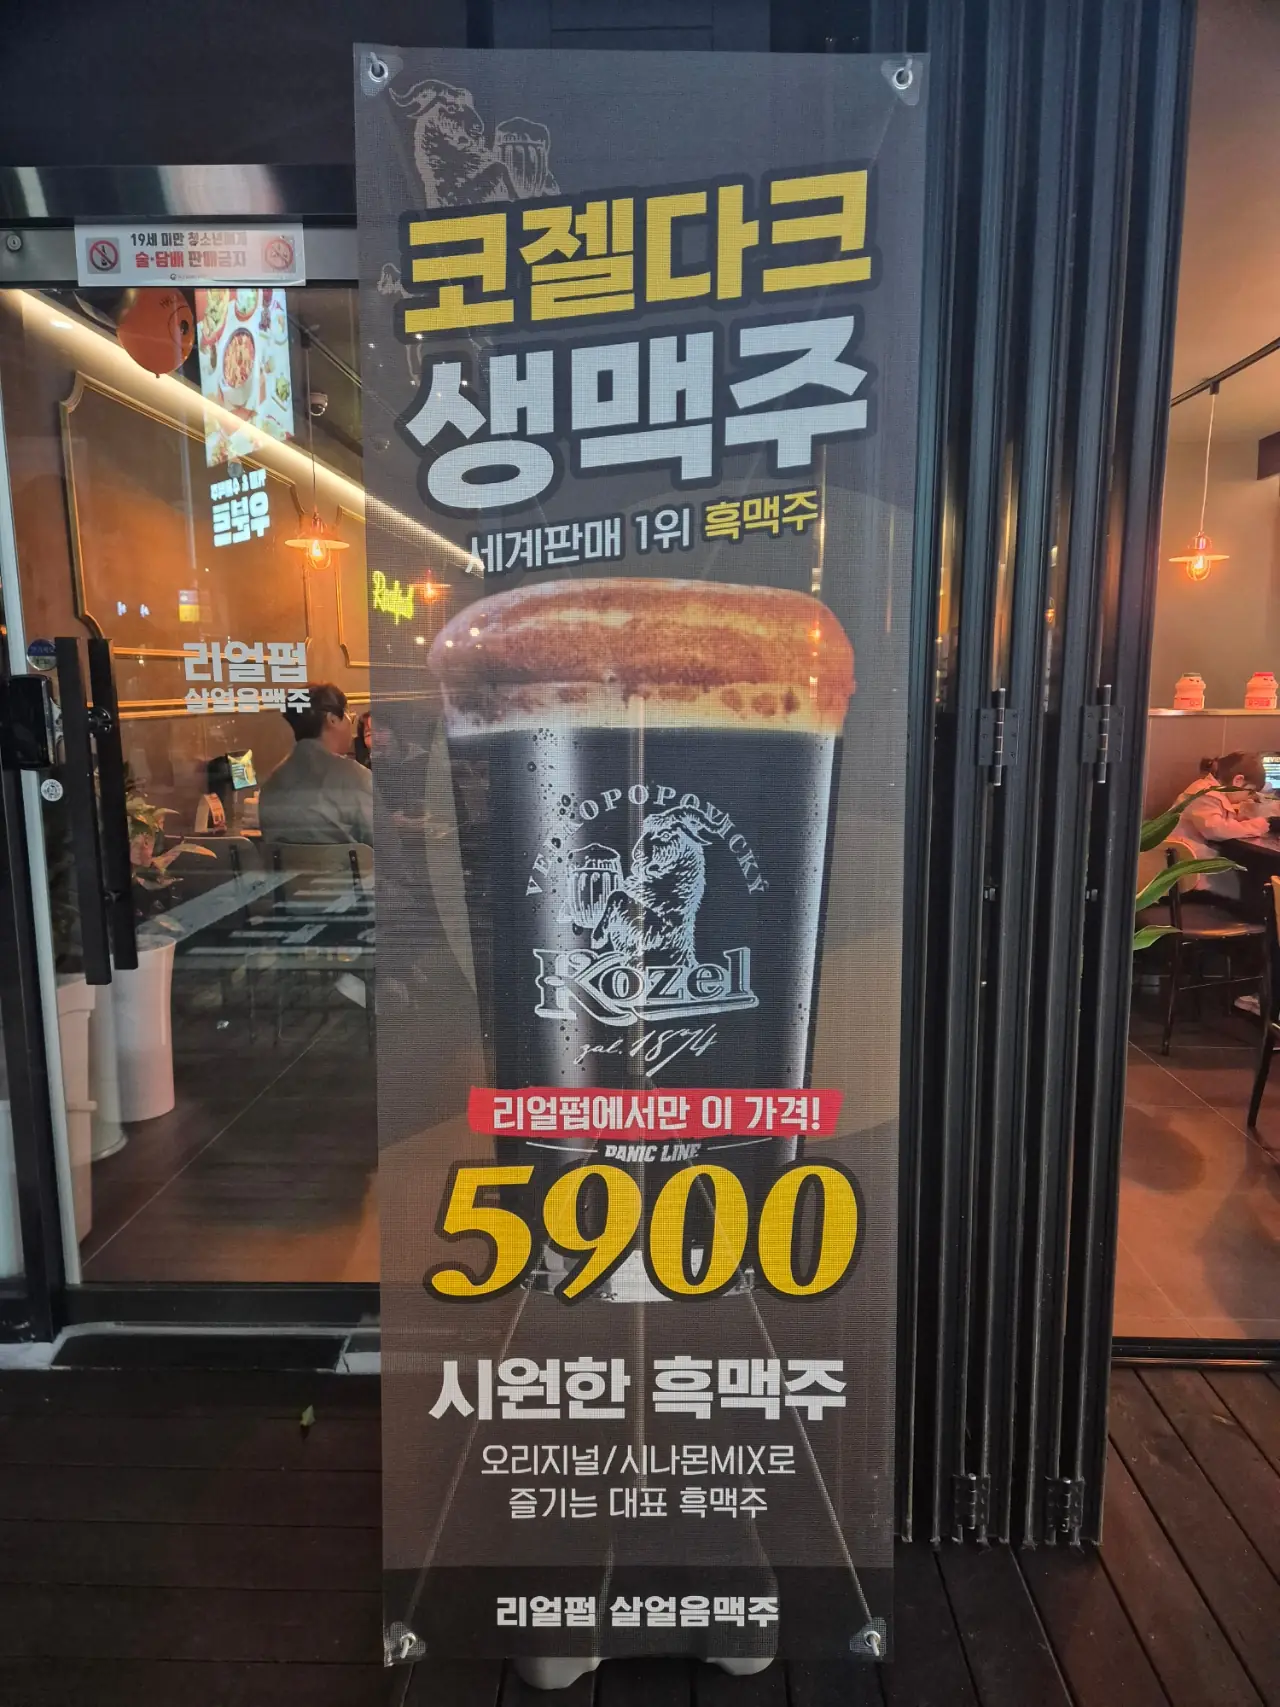 19세 미만 청소년에게
술·담배 판매금지
리얼펍
살얼음맥주
코젤다크
생맥주
세계판매 1위 흑맥주
VELKOPOPOVICKÝ
Kozel
zal. 1874
리얼펍에서만 이 가격!
PANIC LINE
5900
시원한 흑맥주
오리지널/시나몬MIX로
즐기는 대표 흑맥주
리얼펍 살얼음맥주